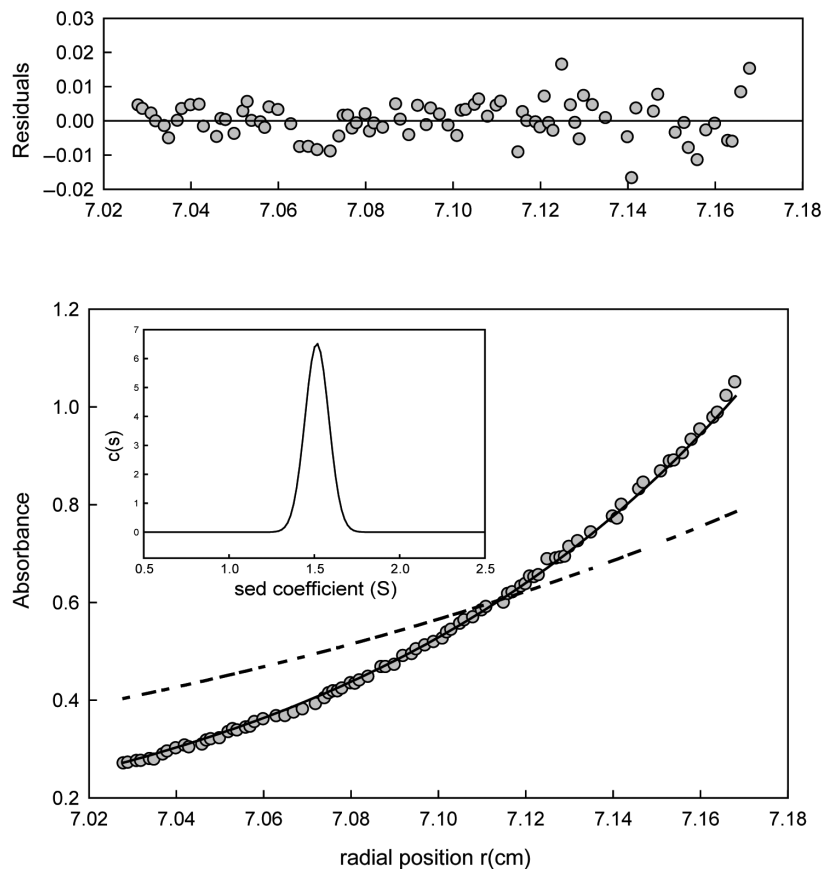 0.03
0.02
0.01
0.00
–0.01
–0.02
Residuals
7.02 7.04 7.06 7.08 7.10 7.12 7.14 7.16 7.18
1.2
1.0
0.8
0.6
0.4
0.2
Absorbance
7
6
5
4
3
2
1
0
c(s)
0.5 1.0 1.5 2.0 2.5
sed coefficient (S)
7.02 7.04 7.06 7.08 7.10 7.12 7.14 7.16 7.18
radial position r(cm)